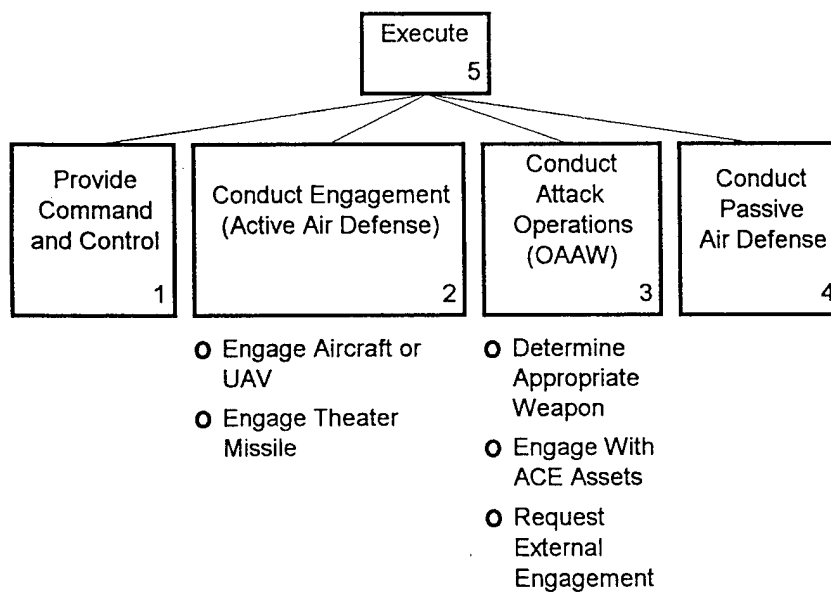 Execute
5
Provide
Command
and Control
1
Conduct Engagement
(Active Air Defense)
2
Conduct
Attack
Operations
(OAAW)
3
Conduct
Passive
Air Defense
4
o Engage Aircraft or
UAV
o Engage Theater
Missile
o Determine
Appropriate
Weapon
o Engage With
ACE Assets
o Request
External
Engagement